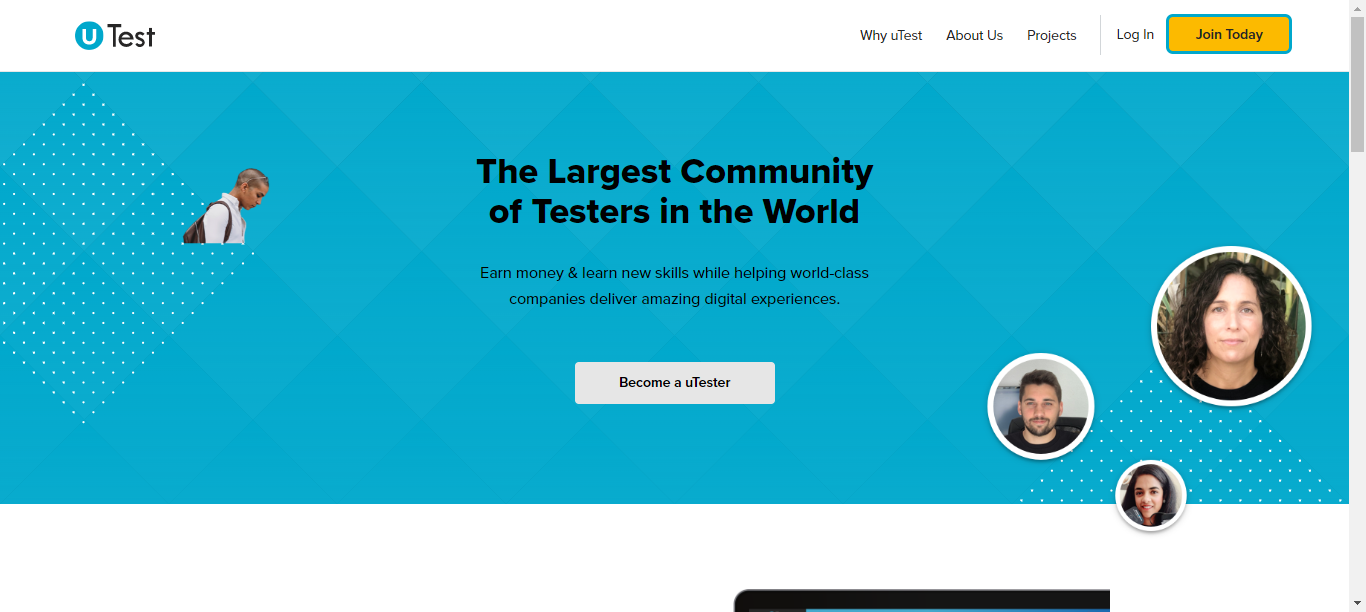 uTest
Why uTest
About Us
Projects
Log In
Join Today
The Largest Community
of Testers in the World
Earn money & learn new skills while helping world-class
companies deliver amazing digital experiences.
Become a uTester